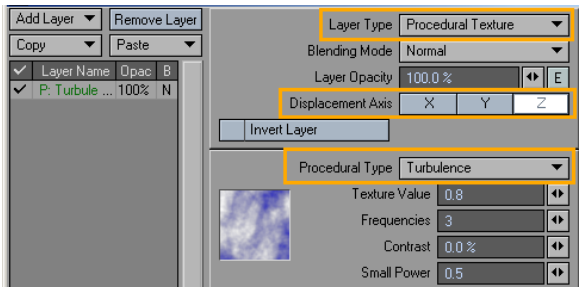 Add Layer Remove Layer
Copy Paste
Layer Name Opac B
P: Turbule ... 100% N
Layer Type Procedural Texture
Blending Mode Normal
Layer Opacity 100.0 % E
Displacement Axis X Y Z
Invert Layer
Procedural Type Turbulence
Texture Value 0.8
Frequencies 3
Contrast 0.0 %
Small Power 0.5